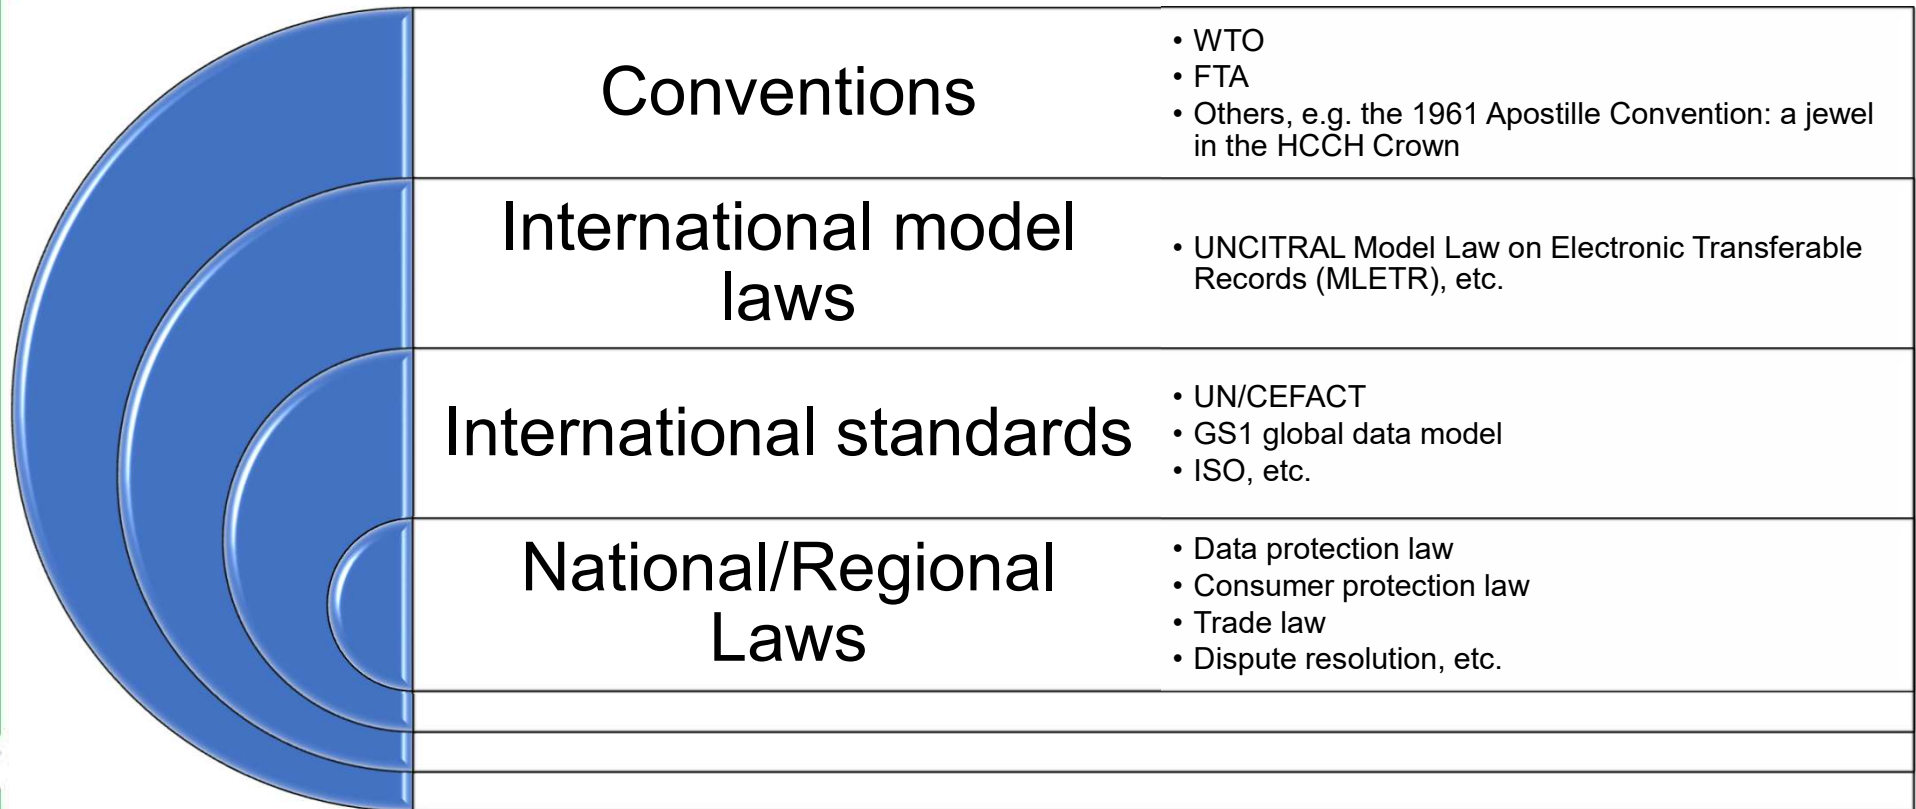 Conventions
• WTO
• FTA
• Others, e.g. the 1961 Apostille Convention: a jewel
in the HCCH Crown
International model
laws
• UNCITRAL Model Law on Electronic Transferable
Records (MLETR), etc.
International standards
• UN/CEFACT
• GS1 global data model
• ISO, etc.
National/Regional
Laws
• Data protection law
• Consumer protection law
• Trade law
• Dispute resolution, etc.